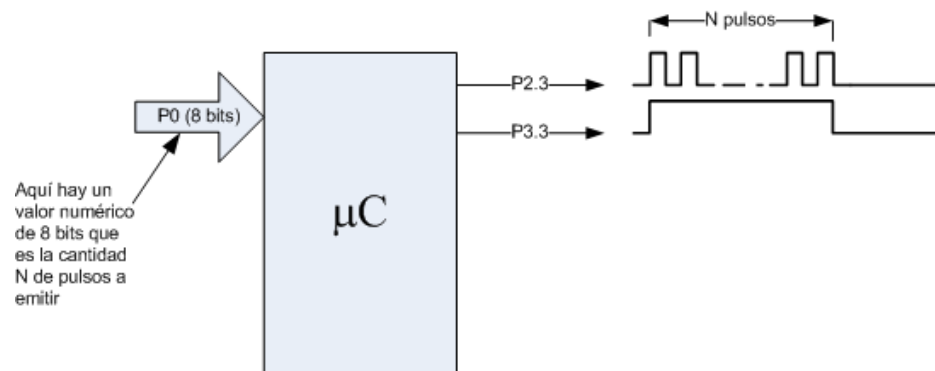 N pulsos
P2.3
P0 (8 bits)
P3.3
Aquí hay un
valor numérico
de 8 bits que
es la cantidad
N de pulsos a
emitir
μC